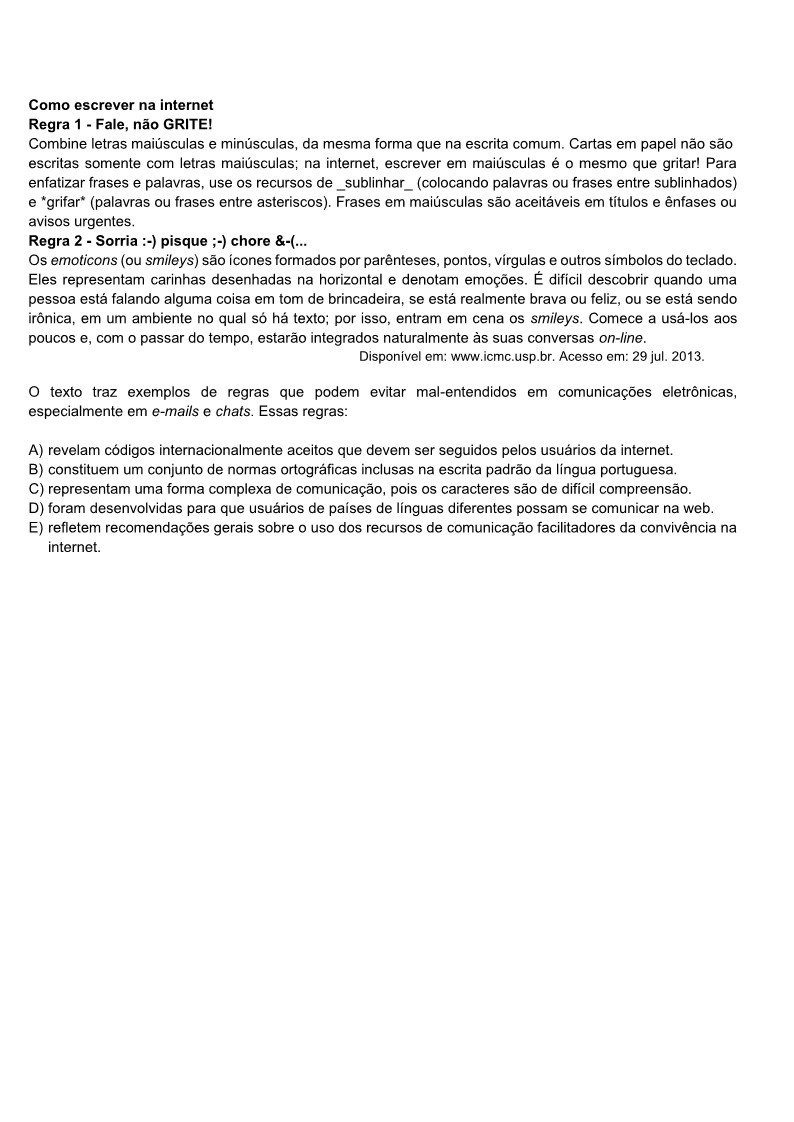 Como escrever na internet
Regra 1 - Fale, não GRITE!
Combine letras maiúsculas e minúsculas, da mesma forma que na escrita comum. Cartas em papel não são
escritas somente com letras maiúsculas; na internet, escrever em maiúsculas é o mesmo que gritar! Para
enfatizar frases e palavras, use os recursos de _sublinhar_ (colocando palavras ou frases entre sublinhados)
e *grifar* (palavras ou frases entre asteriscos). Frases em maiúsculas são aceitáveis em títulos e ênfases ou
avisos urgentes.
Regra 2 - Sorria :-) pisque ;-) chore &-(...
Os emoticons (ou smileys) são ícones formados por parênteses, pontos, vírgulas e outros símbolos do teclado.
Eles representam carinhas desenhadas na horizontal e denotam emoções. É difícil descobrir quando uma
pessoa está falando alguma coisa em tom de brincadeira, se está realmente brava ou feliz, ou se está sendo
irônica, em um ambiente no qual só há texto; por isso, entram em cena os smileys. Comece a usá-los aos
poucos e, com o passar do tempo, estarão integrados naturalmente às suas conversas on-line.
Disponível em: www.icmc.usp.br. Acesso em: 29 jul. 2013.
O texto traz exemplos de regras que podem evitar mal-entendidos em comunicações eletrônicas,
especialmente em e-mails e chats. Essas regras:
A) revelam códigos internacionalmente aceitos que devem ser seguidos pelos usuários da internet.
B) constituem um conjunto de normas ortográficas inclusas na escrita padrão da língua portuguesa.
C) representam uma forma complexa de comunicação, pois os caracteres são de difícil compreensão.
D) foram desenvolvidas para que usuários de países de línguas diferentes possam se comunicar na web.
E) refletem recomendações gerais sobre o uso dos recursos de comunicação facilitadores da convivência na
internet.